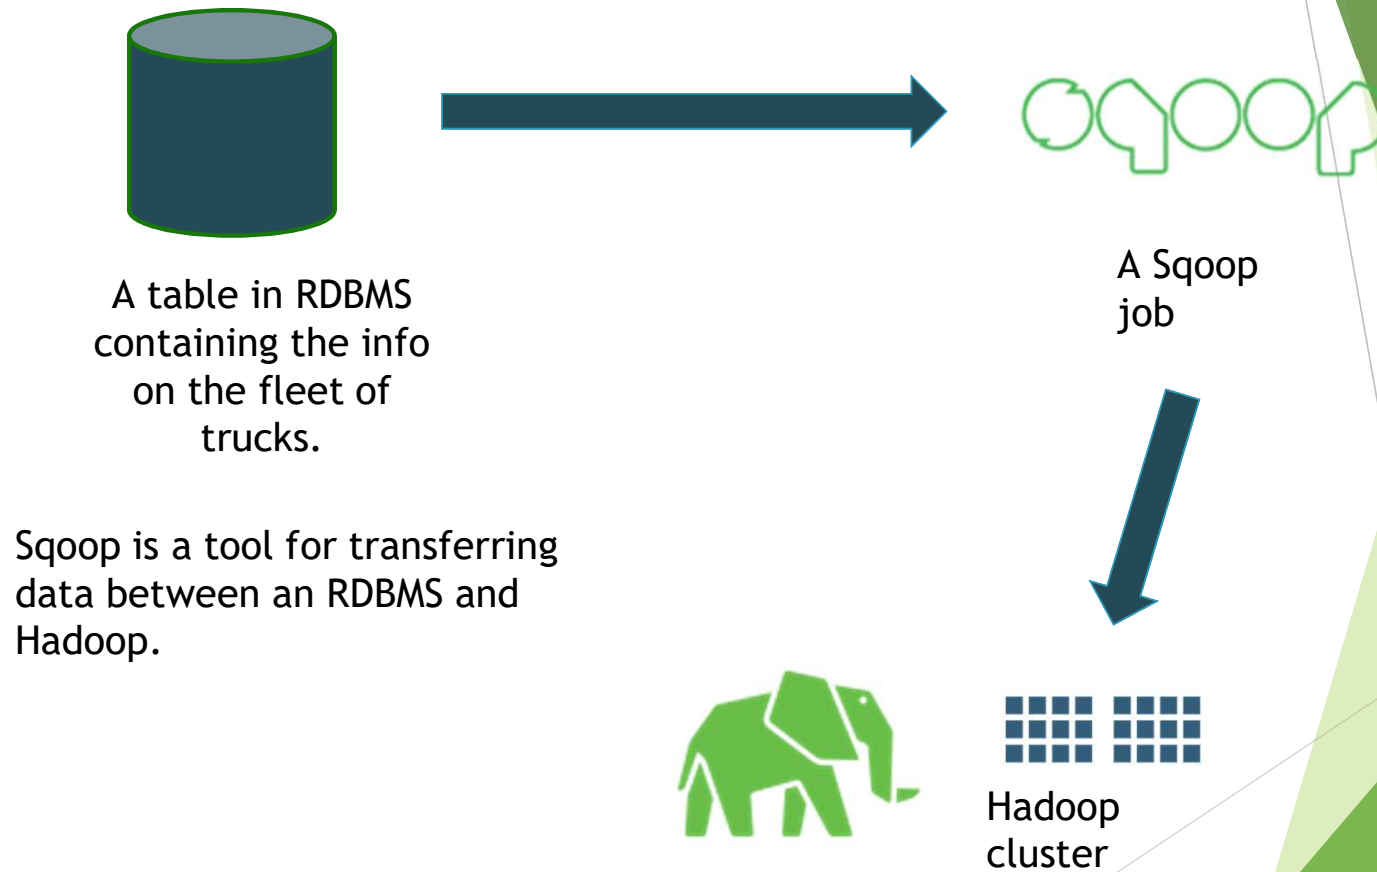 sqoop
A table in RDBMS
containing the info
on the fleet of
trucks.
A Sqoop
job
Sqoop is a tool for transferring
data between an RDBMS and
Hadoop.
Hadoop
cluster